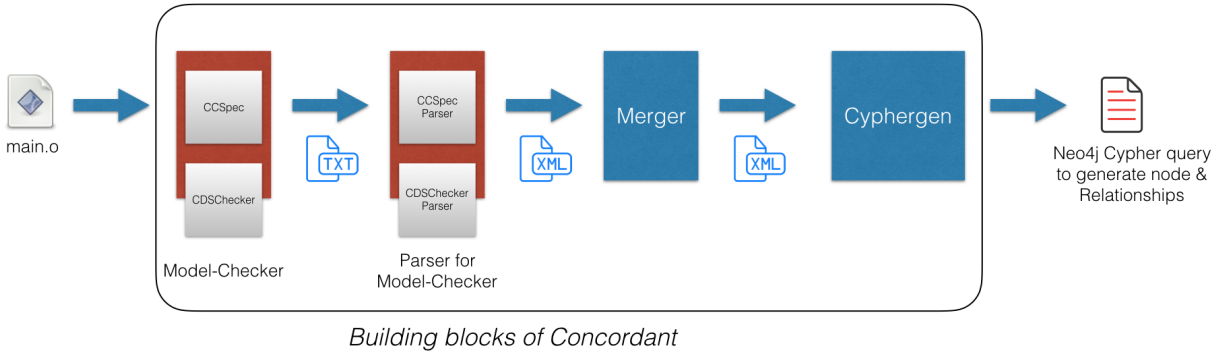 main.o
CCSpec
CDSChecker
Model-Checker
TXT
CCSpec
Parser
CDSChecker
Parser
Parser for
Model-Checker
XML
Merger
XML
Cyphergen
Neo4j Cypher query
to generate node &
Relationships
Building blocks of Concordant